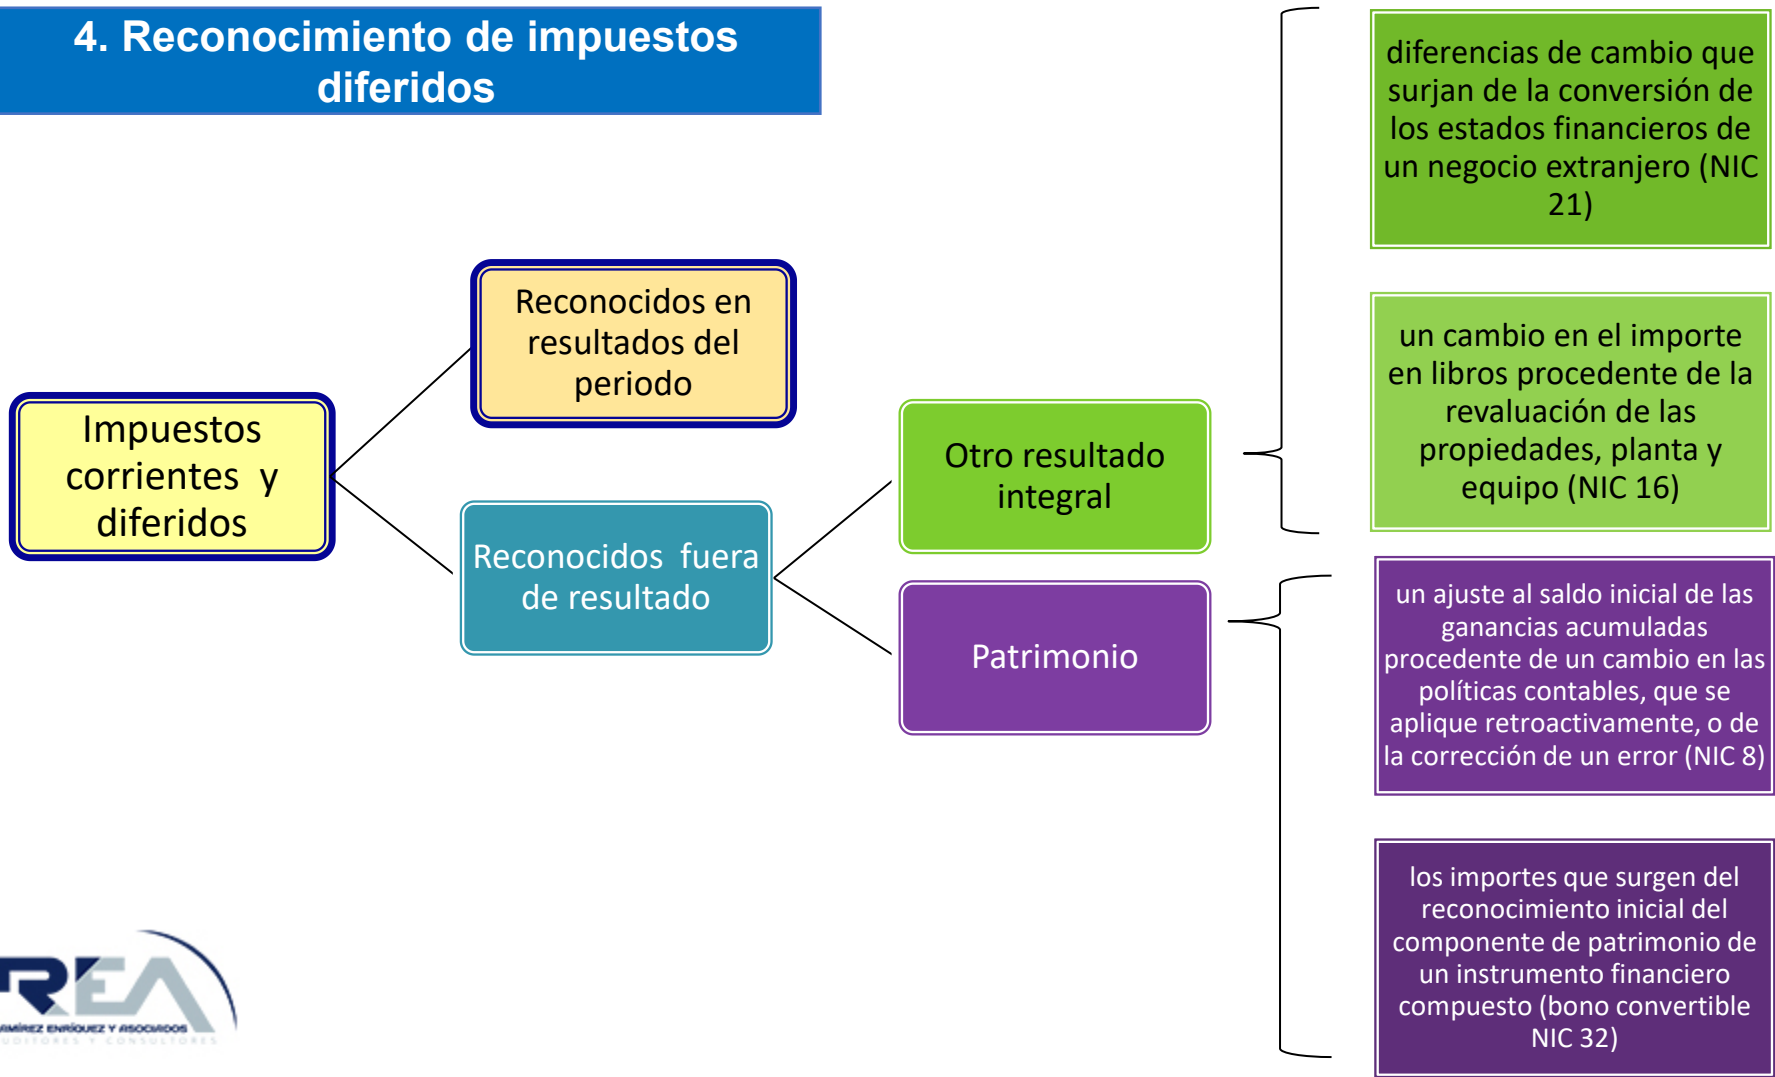 4. Reconocimiento de impuestos
diferidos
Impuestos
corrientes y
diferidos
Reconocidos en
resultados del
periodo
Reconocidos fuera
de resultado
Otro resultado
integral
Patrimonio
diferencias de cambio que
surjan de la conversión de
los estados financieros de
un negocio extranjero (NIC
21)
un cambio en el importe
en libros procedente de la
revaluación de las
propiedades, planta y
equipo (NIC 16)
un ajuste al saldo inicial de las
ganancias acumuladas
procedente de un cambio en las
políticas contables, que se
aplique retroactivamente, o de
la corrección de un error (NIC 8)
los importes que surgen del
reconocimiento inicial del
componente de patrimonio de
un instrumento financiero
compuesto (bono convertible
NIC 32)
REA
AMÍREZ ENRÍQUEZ Y ASOCIADOS
UDITORES Y CONSULTORES